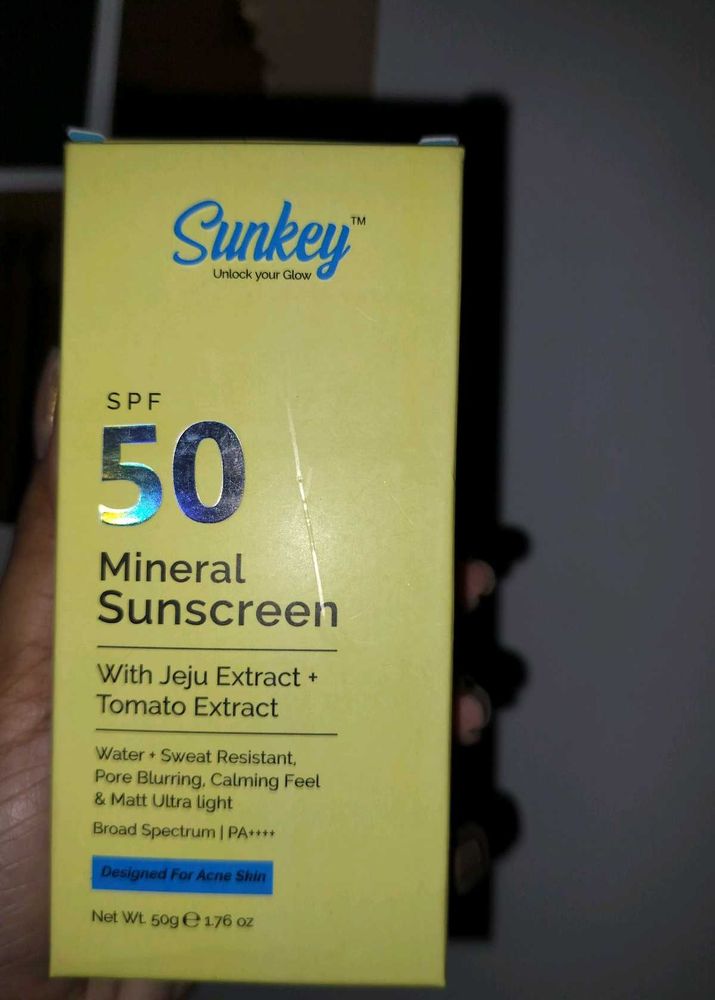 Sunkey™
Unlock your Glow
SPF
50
Mineral
Sunscreen
With Jeju Extract +
Tomato Extract
Water + Sweat Resistant,
Pore Blurring, Calming Feel
& Matt Ultra light
Broad Spectrum | PA++++
Designed For Acne Skin
Net Wt. 50g ℮ 1.76 oz